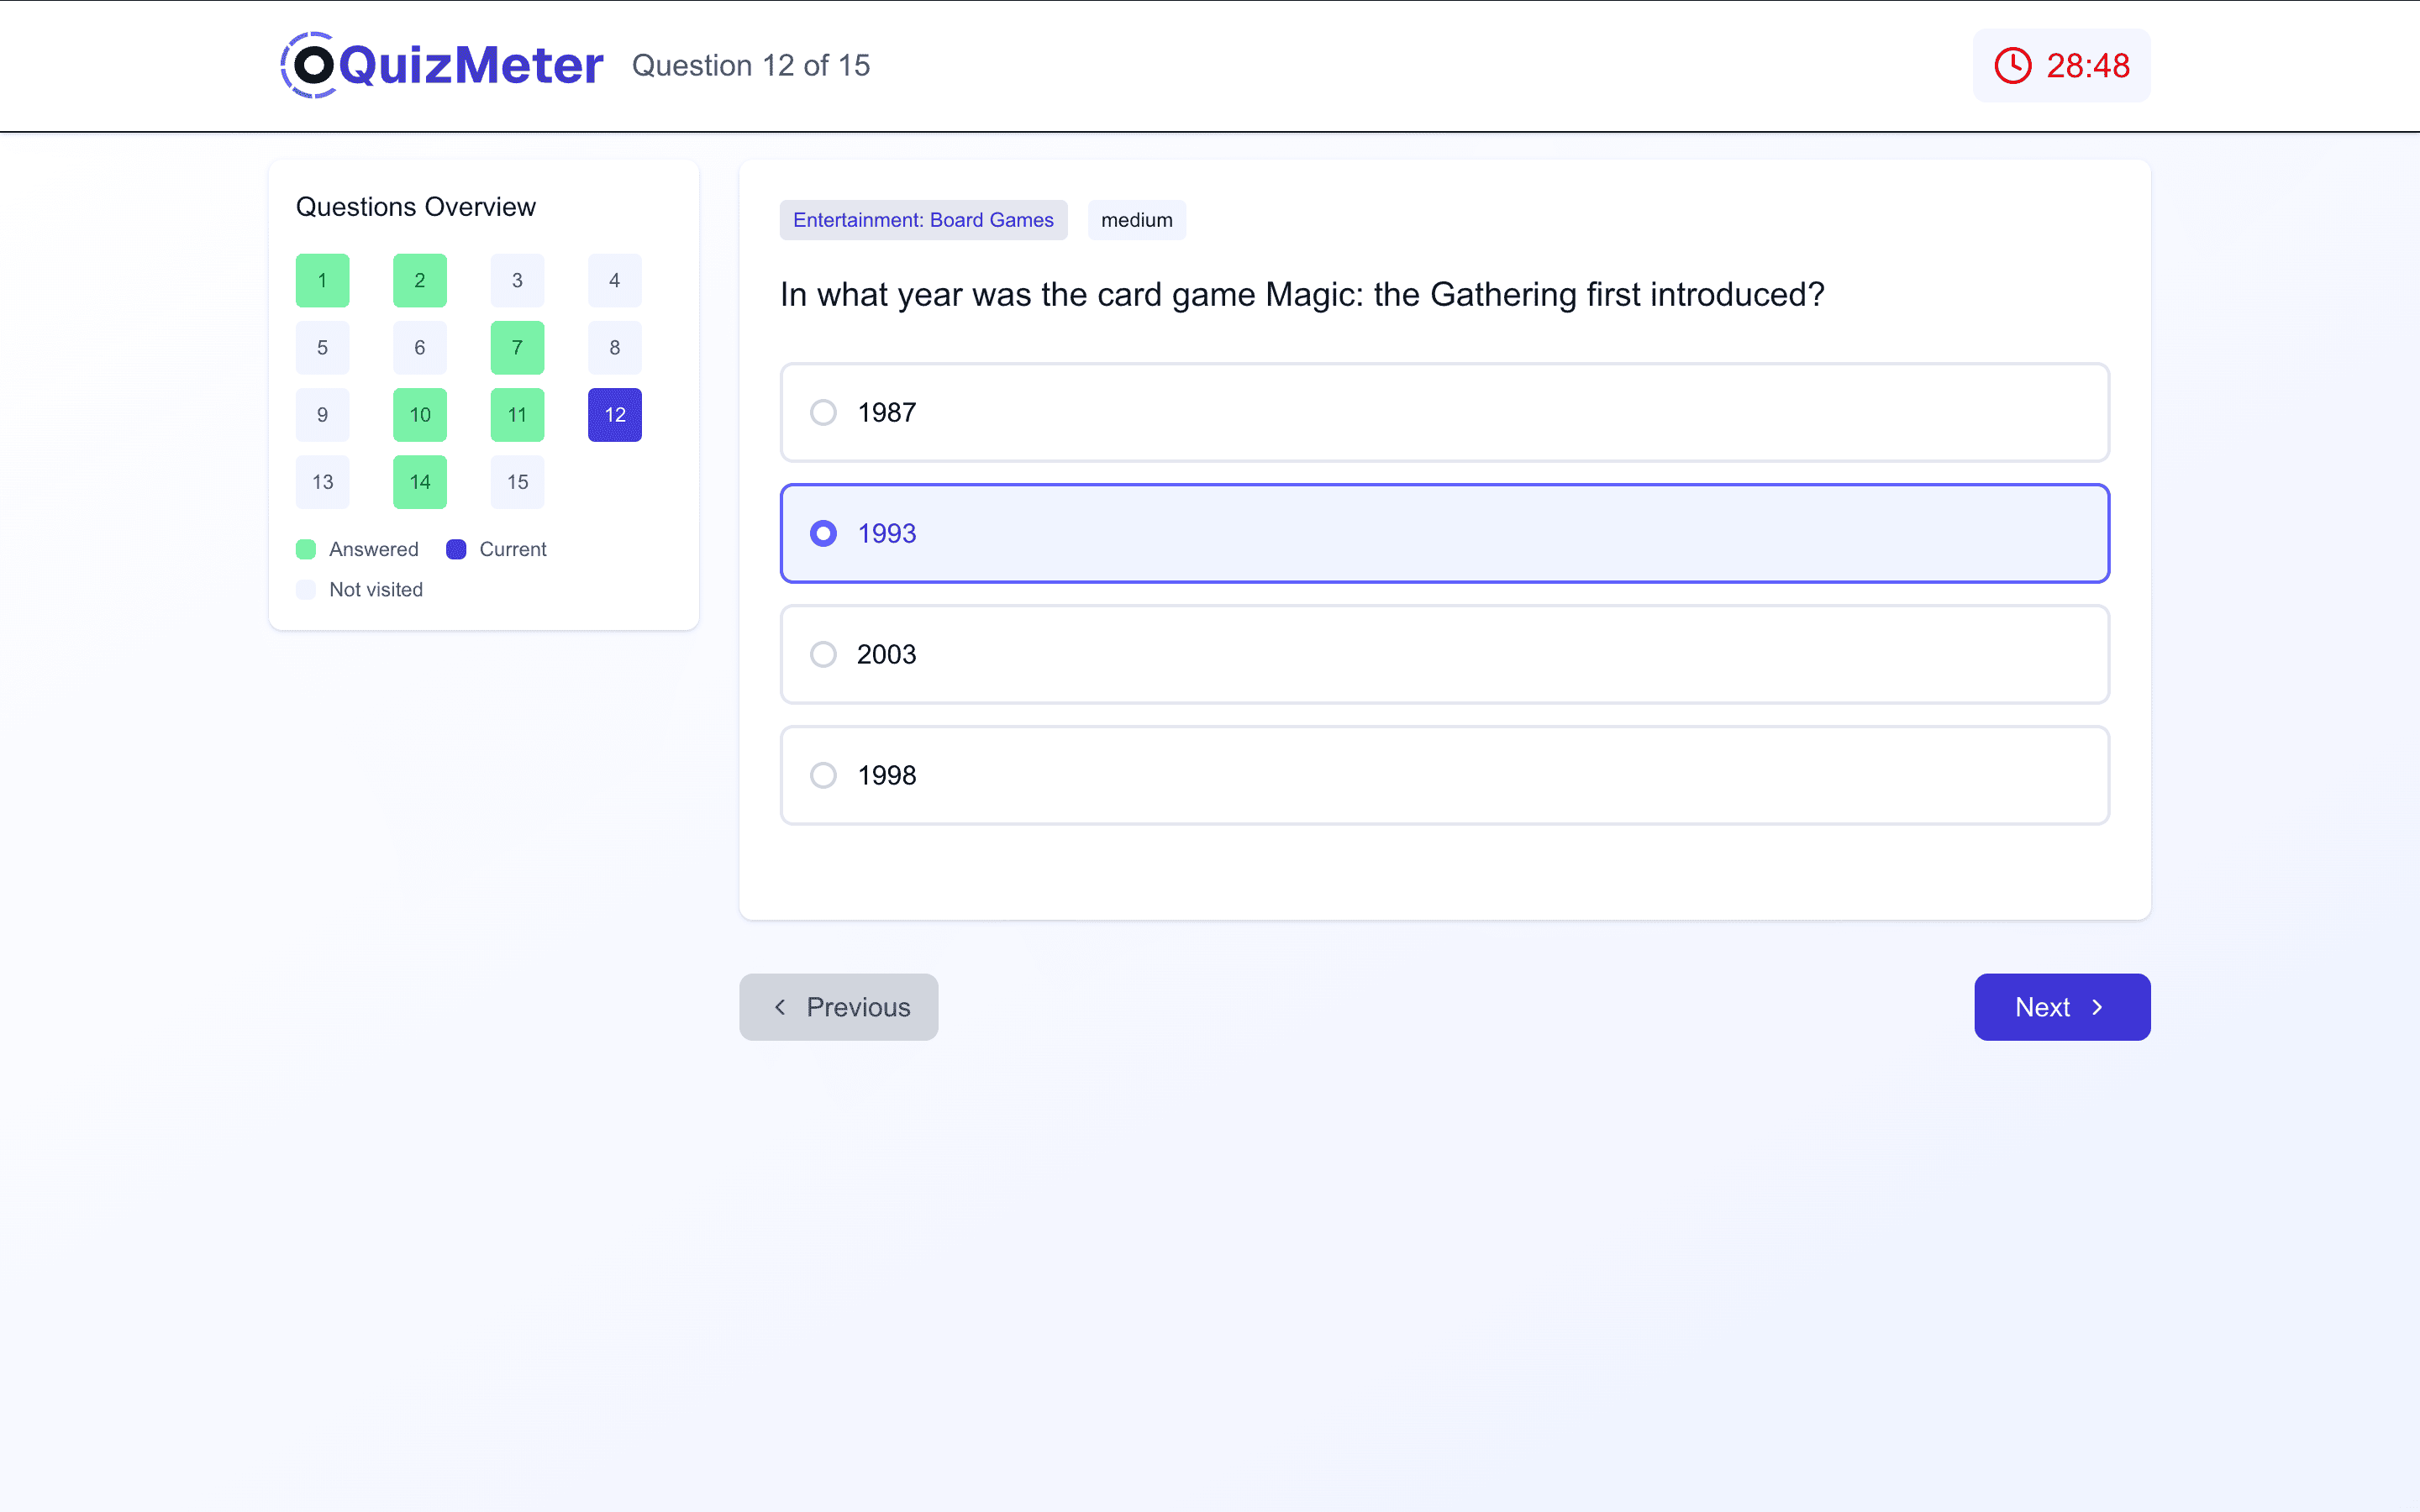 QuizMeter Question 12 of 15 28:48
Questions Overview
1 2 3 4
5 6 7 8
9 10 11 12
13 14 15
Answered Current
Not visited
Entertainment: Board Games medium
In what year was the card game Magic: the Gathering first introduced?
1987
1993
2003
1998
Previous Next